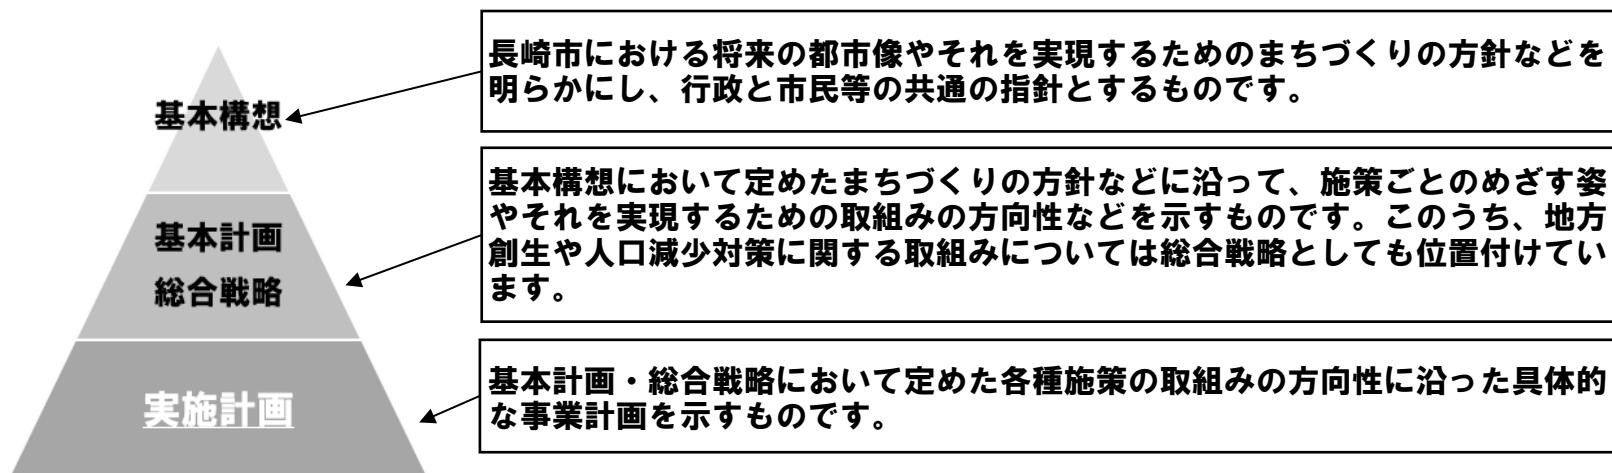 基本構想
長崎市における将来の都市像やそれを実現するためのまちづくりの方針などを
明らかにし、行政と市民等の共通の指針とするものです。
基本計画
総合戦略
基本構想において定めたまちづくりの方針などに沿って、施策ごとのめざす姿
やそれを実現するための取組みの方向性などを示すものです。このうち、地方
創生や人口減少対策に関する取組みについては総合戦略としても位置付けてい
ます。
実施計画
基本計画・総合戦略において定めた各種施策の取組みの方向性に沿った具体的
な事業計画を示すものです。